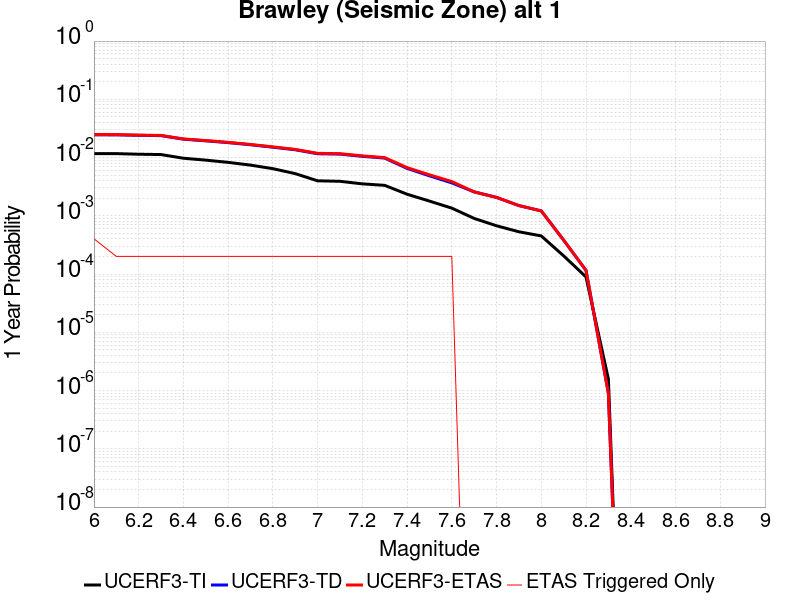 Brawley (Seismic Zone) alt 1
1 Year Probability
10^0
10^-1
10^-2
10^-3
10^-4
10^-5
10^-6
10^-7
10^-8
6 6.2 6.4 6.6 6.8 7 7.2 7.4 7.6 7.8 8 8.2 8.4 8.6 8.8 9
Magnitude
UCERF3-TI UCERF3-TD UCERF3-ETAS ETAS Triggered Only